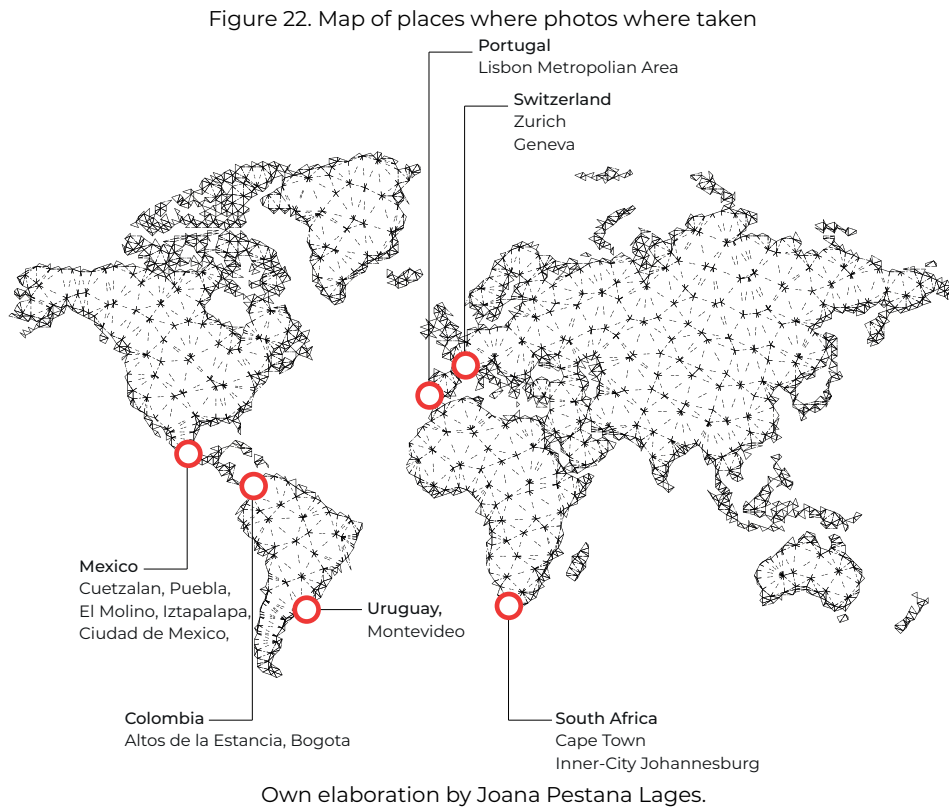 Figure 22. Map of places where photos where taken
Portugal
Lisbon Metropolian Area
Switzerland
Zurich
Geneva
Mexico
Cuetzalan, Puebla,
El Molino, Iztapalapa,
Ciudad de Mexico,
Uruguay,
Montevideo
Colombia
Altos de la Estancia, Bogota
South Africa
Cape Town
Inner-City Johannesburg
Own elaboration by Joana Pestana Lages.